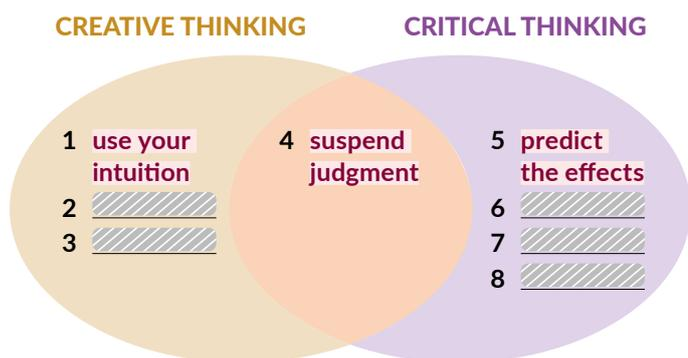 CREATIVE THINKING
CRITICAL THINKING
1 use your
intuition
2
3
4 suspend
judgment
5 predict
the effects
6
7
8